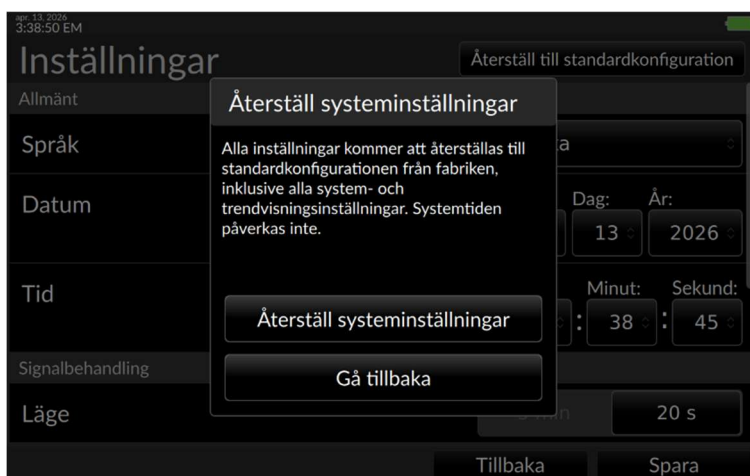 apr. 13, 2026
3:38:50 EM
Inställningar
Återställ till standardkonfiguration
Allmänt
Återställ systeminställningar
Språk
Alla inställningar kommer att återställas till
standardkonfigurationen från fabriken,
inklusive alla system- och
trendvisningsinställningar. Systemtiden
påverkas inte.
Datum
Dag:
År:
13
2026
Tid
Minut:
Sekund:
: 38 : 45
Återställ systeminställningar
Gå tillbaka
Signalbehandling
Läge
20 s
Tillbaka
Spara